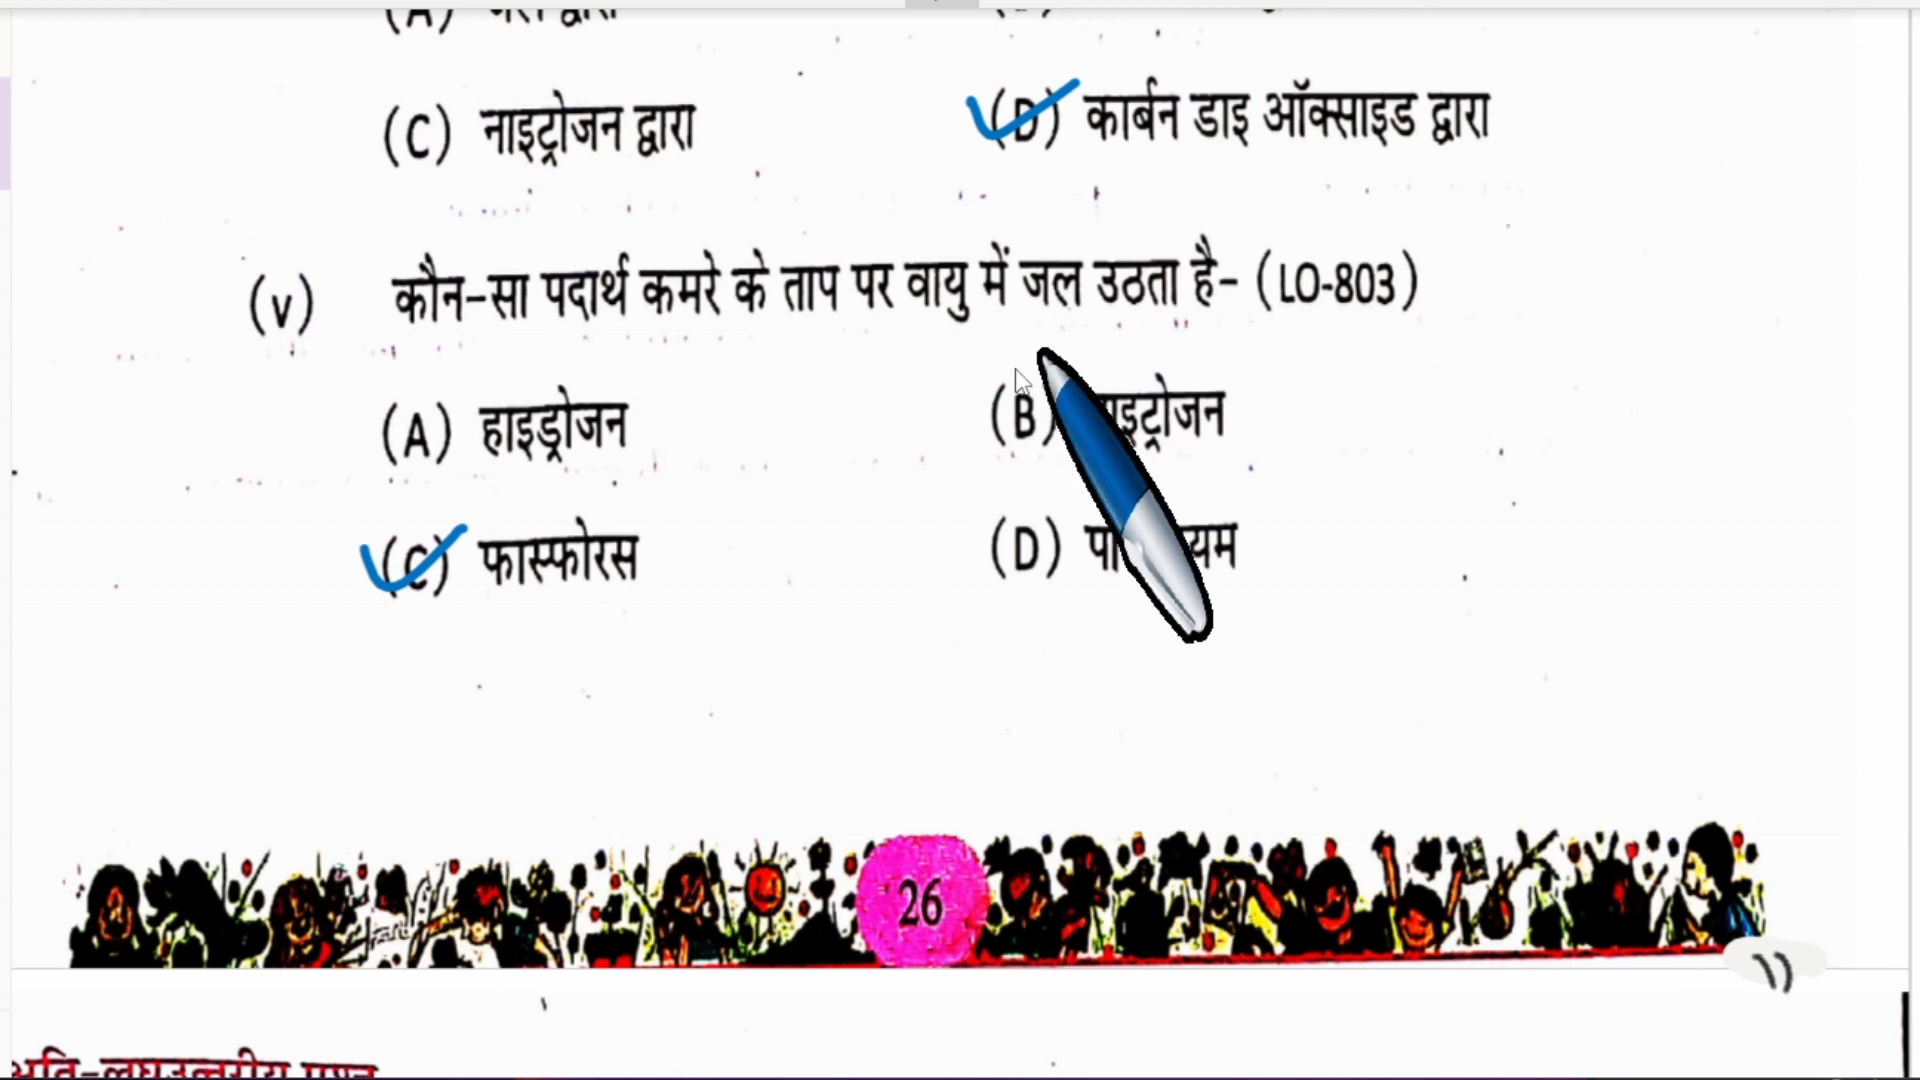 (C) नाइट्रोजन द्वारा (D) कार्बन डाइ ऑक्साइड द्वारा
(v) कौन-सा पदार्थ कमरे के ताप पर वायु में जल उठता है- (LO-803)
(A) हाइड्रोजन (B)
(C) फास्फोरस (D)
26